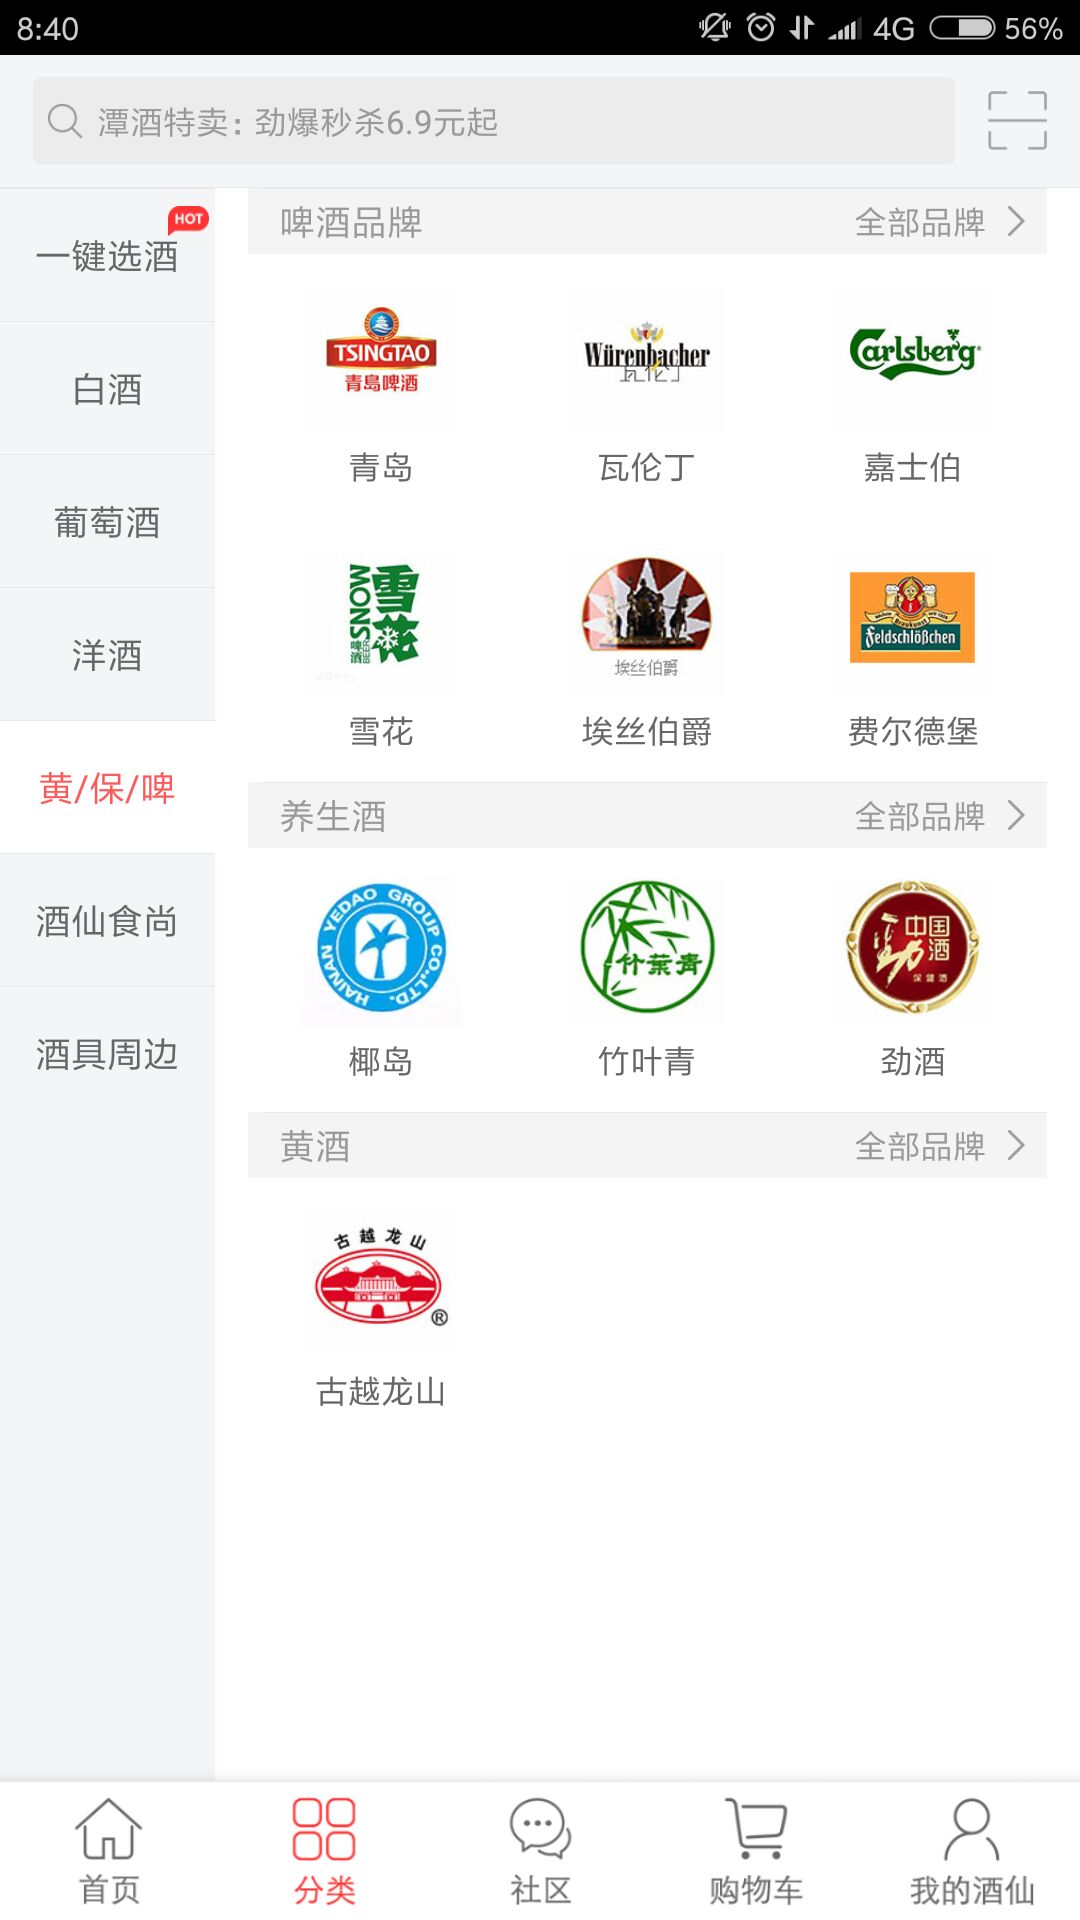 8:40 4G 56%
潭酒特卖：劲爆秒杀6.9元起
HOT
一键选酒
白酒
葡萄酒
洋酒
黄/保/啤
酒仙食尚
酒具周边
啤酒品牌 全部品牌
TSINGTAO
青岛啤酒
Würenbacher
瓦伦丁
Carlsberg
青岛 瓦伦丁 嘉士伯
SNOW
雪花
啤酒
BEER
埃丝伯爵
Braukunst seit 1838
Feldschlößchen
雪花 埃丝伯爵 费尔德堡
养生酒 全部品牌
HAINAN YEDAO GROUP CO.,LTD.
竹葉青
中国
劲酒
保健酒
椰岛 竹叶青 劲酒
黄酒 全部品牌
古越龙山
®
古越龙山
首页 分类 社区 购物车 我的酒仙